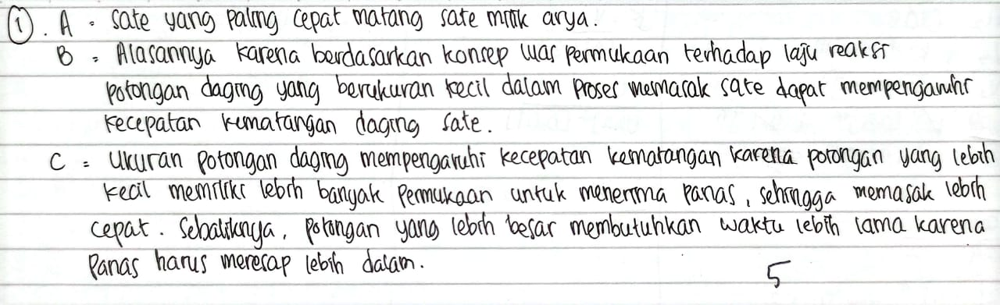 ①. A = sate yang paling cepat matang sate milik arya.
B = Alasannya karena berdasarkan konsep luas permukaan terhadap laju reaksi
potongan daging yang berukuran kecil dalam proses memasak sate dapat mempengaruhi
kecepatan kematangan daging sate.
C = Ukuran potongan daging mempengaruhi kecepatan kematangan karena potongan yang lebih
kecil memiliki lebih banyak permukaan untuk menerima panas, sehingga memasak lebih
cepat. Sebaliknya, potongan yang lebih besar membutuhkan waktu lebih lama karena
panas harus meresap lebih dalam.
5